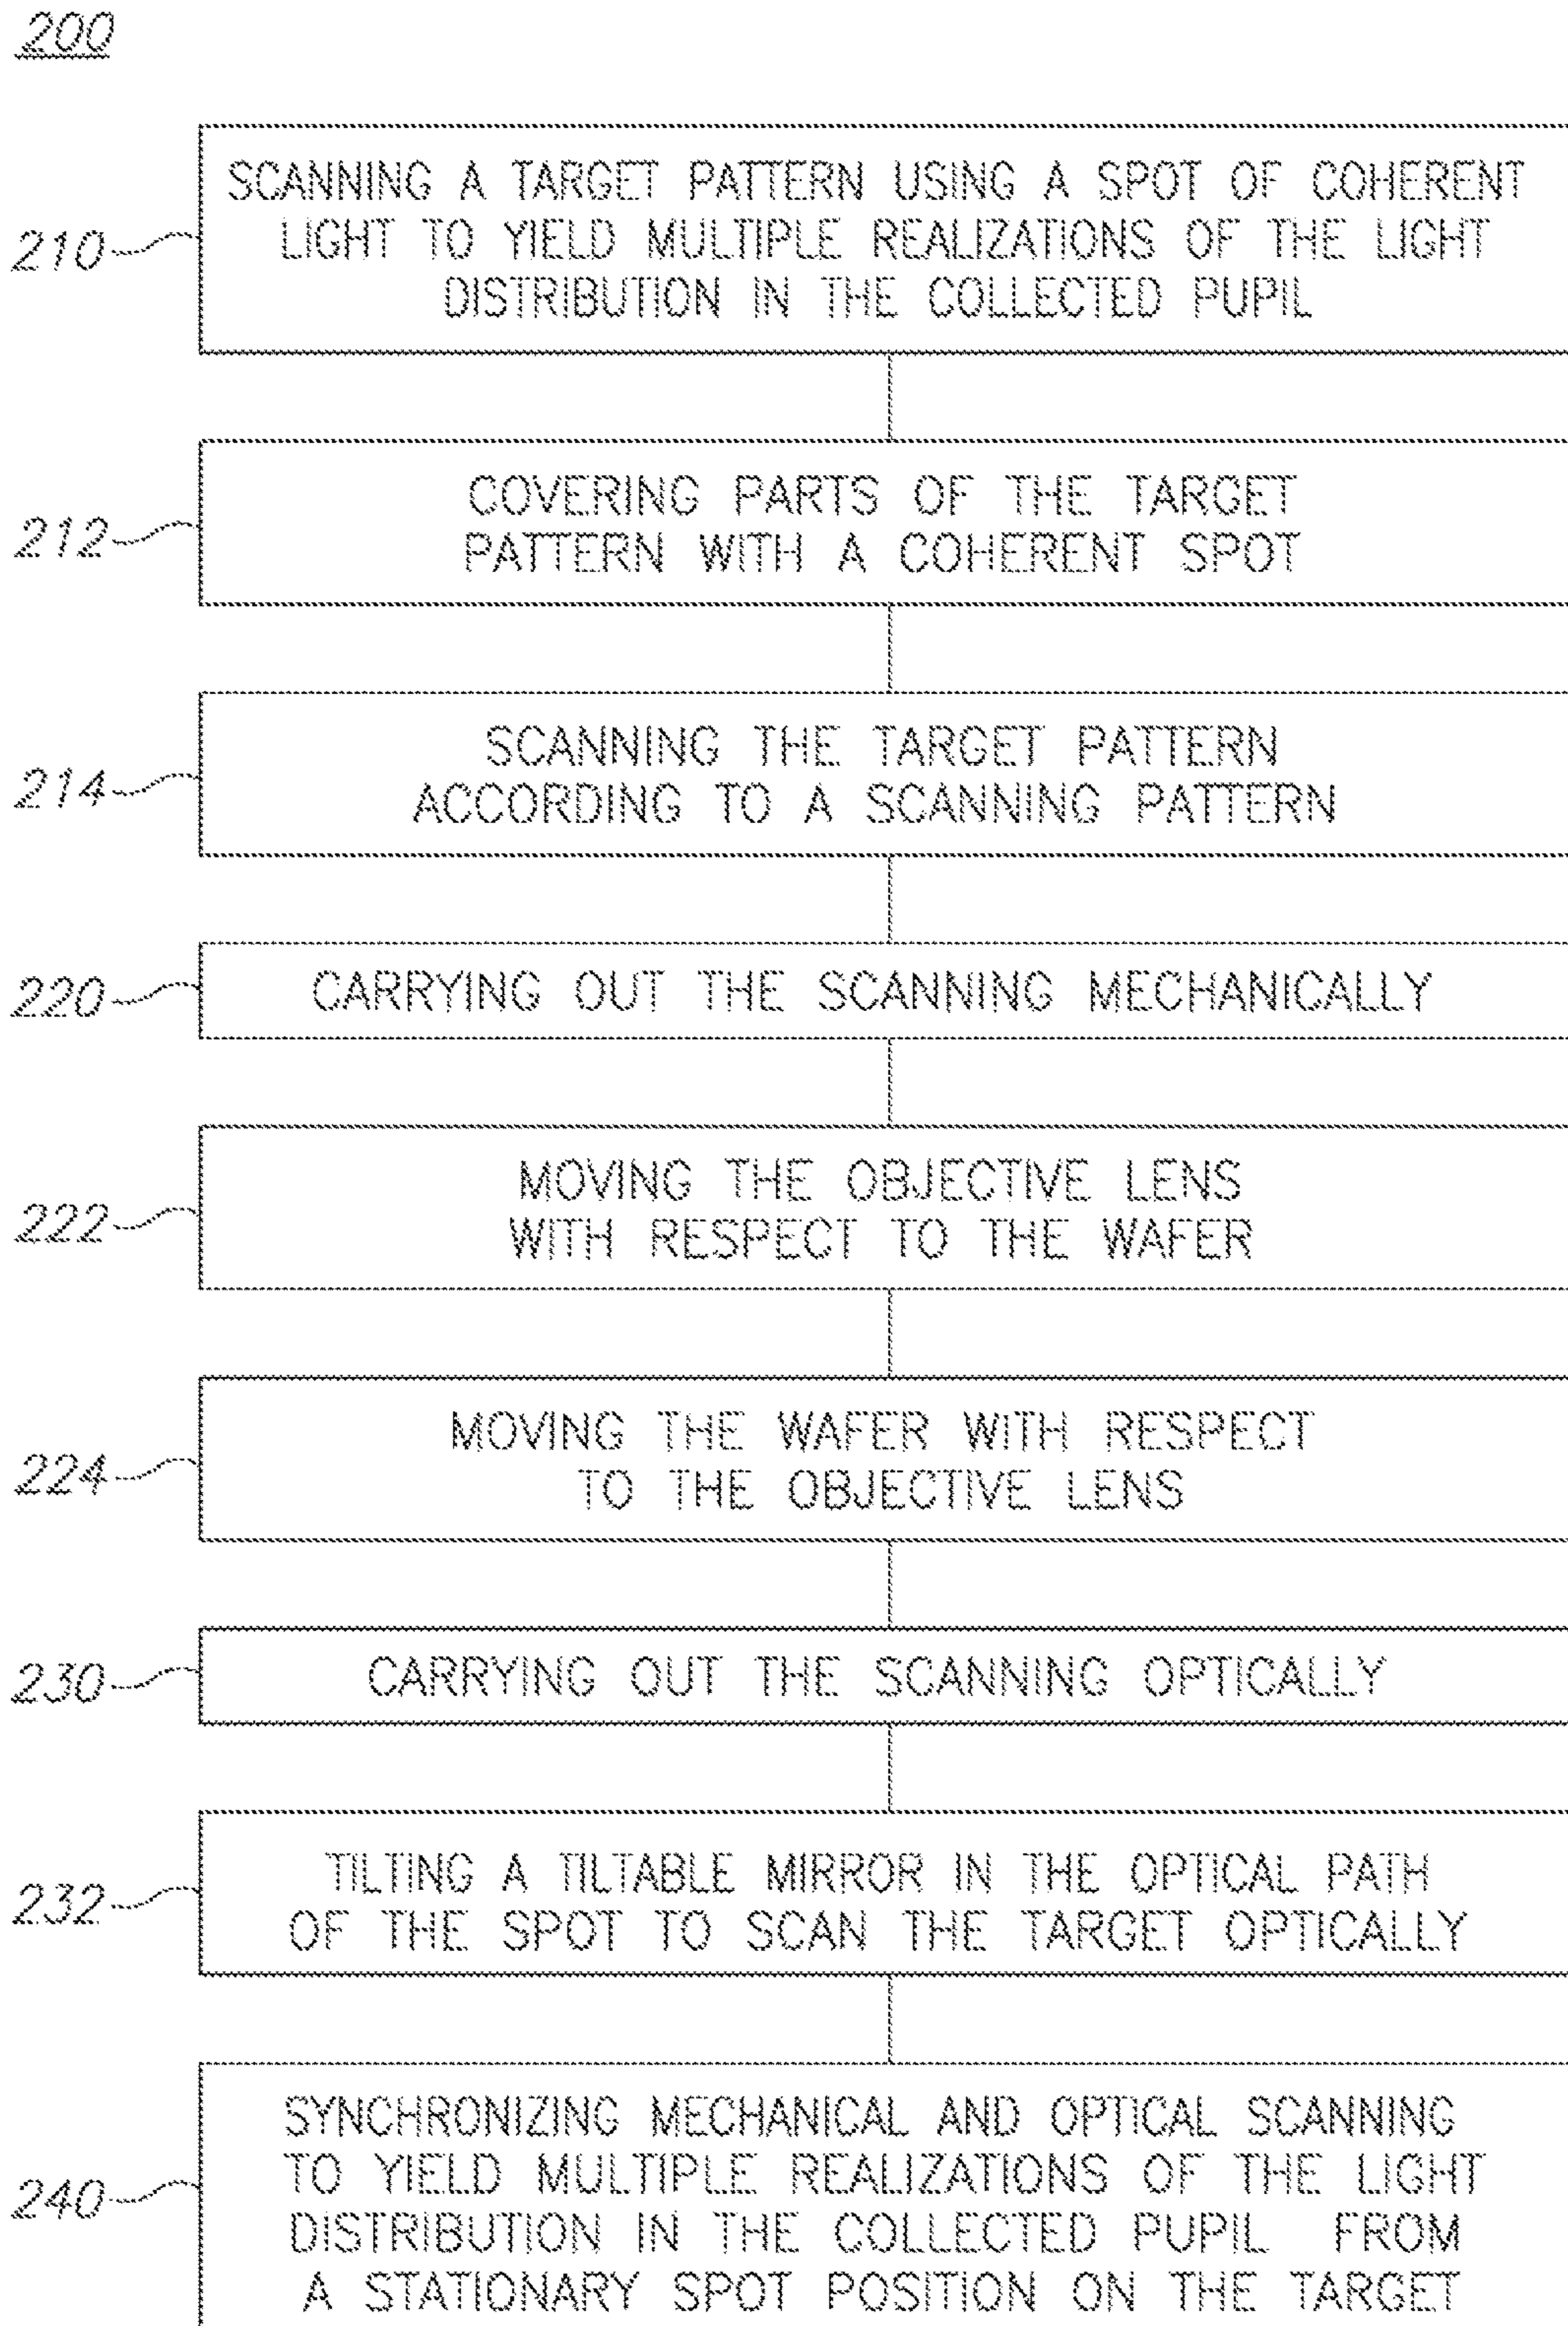 200
SCANNING A TARGET PATTERN USING A SPOT OF COHERENT
LIGHT TO YIELD MULTIPLE REALIZATIONS OF THE LIGHT
DISTRIBUTION IN THE COLLECTED PUPIL
210
COVERING PARTS OF THE TARGET
PATTERN WITH A COHERENT SPOT
212
SCANNING THE TARGET PATTERN
ACCORDING TO A SCANNING PATTERN
214
CARRYING OUT THE SCANNING MECHANICALLY
220
MOVING THE OBJECTIVE LENS
WITH RESPECT TO THE WAFER
222
MOVING THE WAFER WITH RESPECT
TO THE OBJECTIVE LENS
224
CARRYING OUT THE SCANNING OPTICALLY
230
TILTING A TILTABLE MIRROR IN THE OPTICAL PATH
OF THE SPOT TO SCAN THE TARGET OPTICALLY
232
SYNCHRONIZING MECHANICAL AND OPTICAL SCANNING
TO YIELD MULTIPLE REALIZATIONS OF THE LIGHT
DISTRIBUTION IN THE COLLECTED PUPIL FROM
A STATIONARY SPOT POSITION ON THE TARGET
240